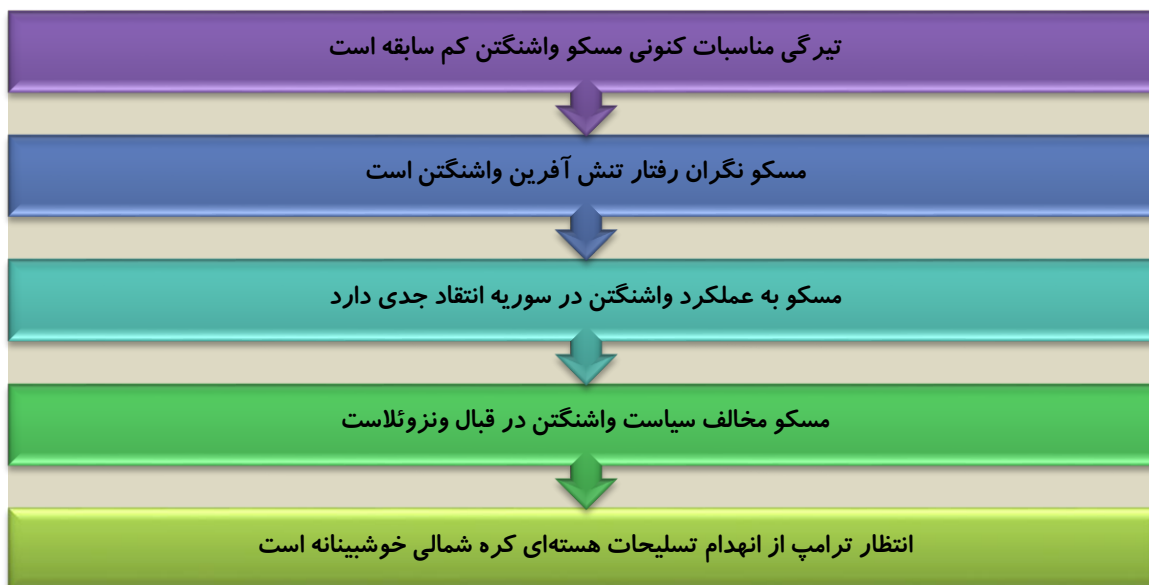 تیرگی مناسبات کنونی مسکو واشنگتن کم سابقه است
مسکو نگران رفتار تنش آفرین واشنگتن است
مسکو به عملکرد واشنگتن در سوریه انتقاد جدی دارد
مسکو مخالف سیاست واشنگتن در قبال ونزوئلاست
انتظار ترامپ از انهدام تسلیحات هسته‌ای کره شمالی خوشبینانه است